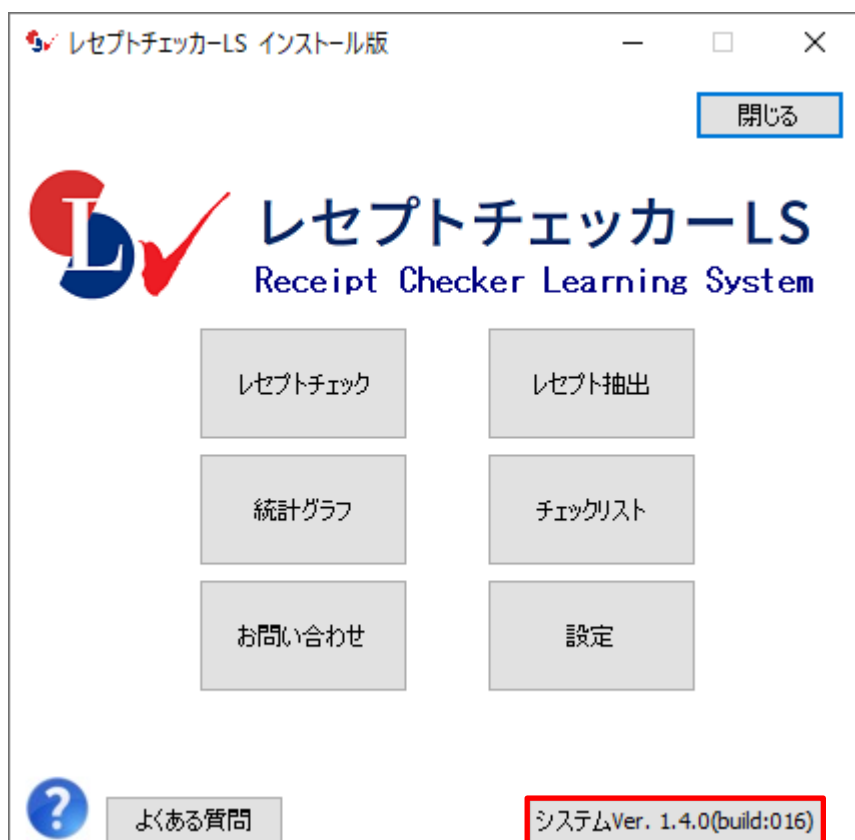 レセプトチェッカーLS インストール版
閉じる
L
レセプトチェッカーLS
Receipt Checker Learning System
レセプトチェック
レセプト抽出
統計グラフ
チェックリスト
お問い合わせ
設定
?
よくある質問
システムVer. 1.4.0(build:016)